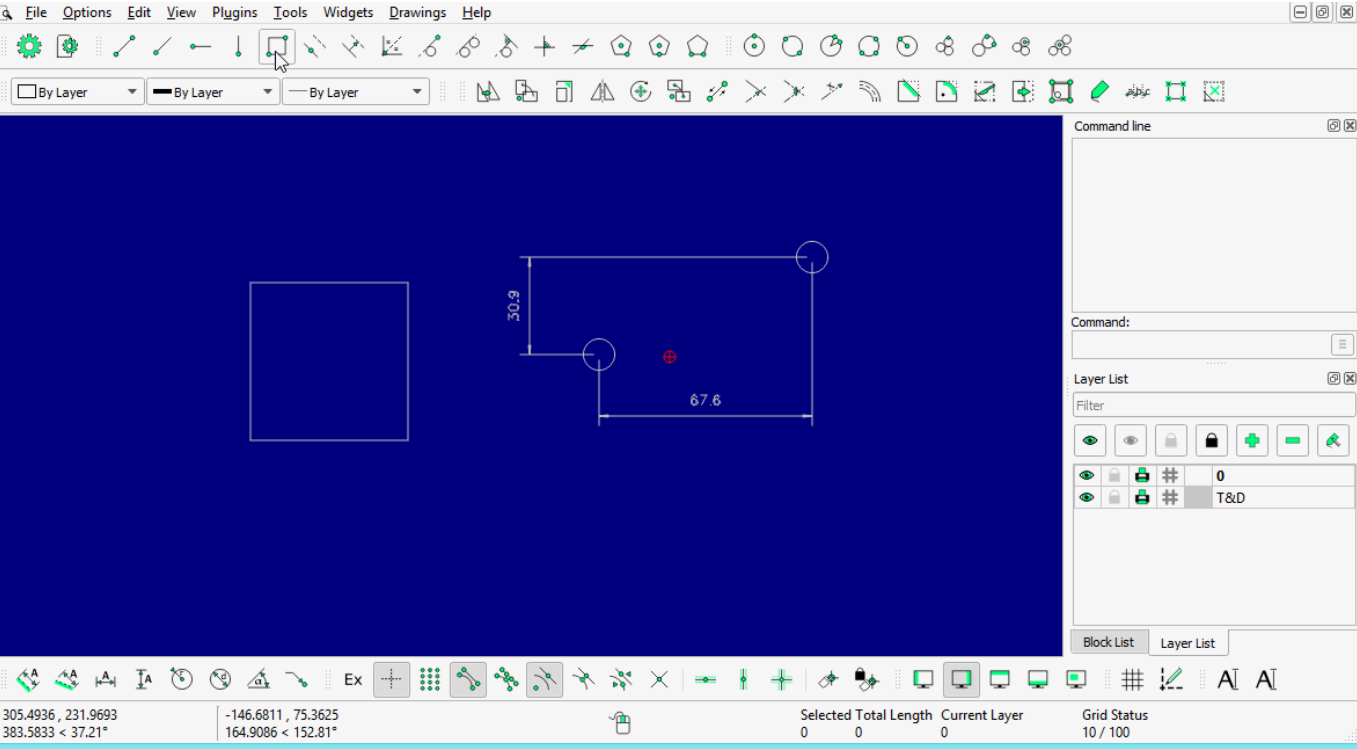 File Options Edit View Plugins Tools Widgets Drawings Help
By Layer By Layer By Layer
Command line
30.9
67.6
Command:
Layer List
Filter
0
T&D
Block List Layer List
Ex
305.4936 , 231.9693 -146.6811 , 75.3625 Selected Total Length Current Layer Grid Status
383.5833 < 37.21° 164.9086 < 152.81° 0 0 0 10 / 100